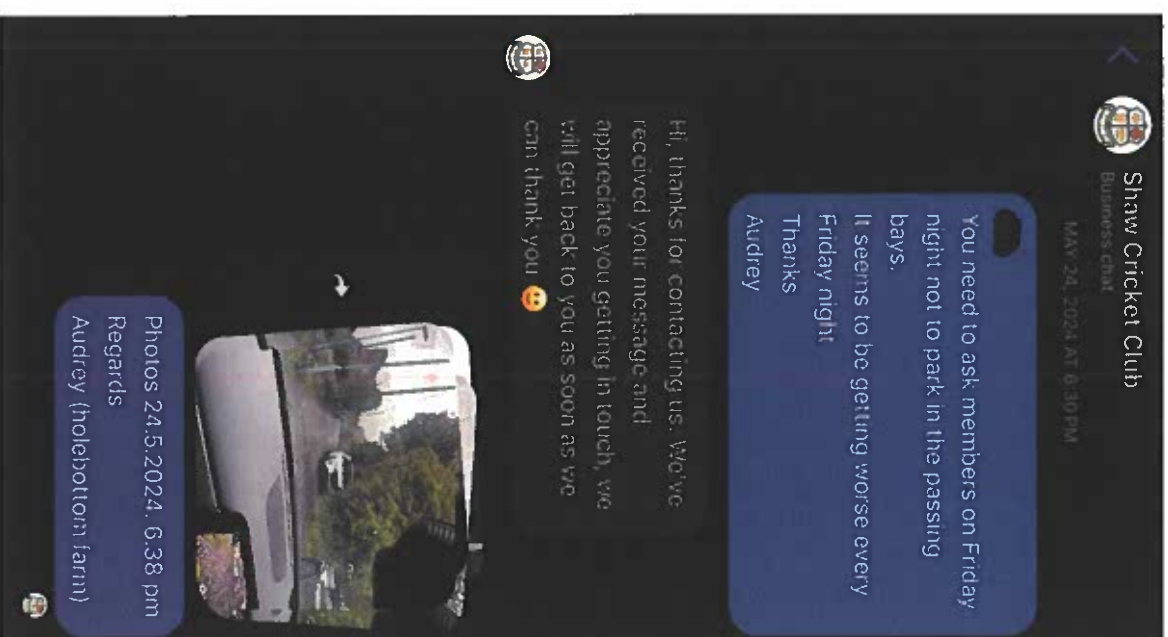 Shaw Cricket Club
Business chat
MAY 24, 2024 AT 6:30 PM
You need to ask members on Friday
night not to park in the passing
bays.
It seems to be getting worse every
Friday night
Thanks
Audrey
Hi, thanks for contacting us. We've
received your message and
appreciate you getting in touch, we
will get back to you as soon as we
can thank you 🙂
Photos 24.5.2024. 6.38 pm
Regards
Audrey (holebottom farm)